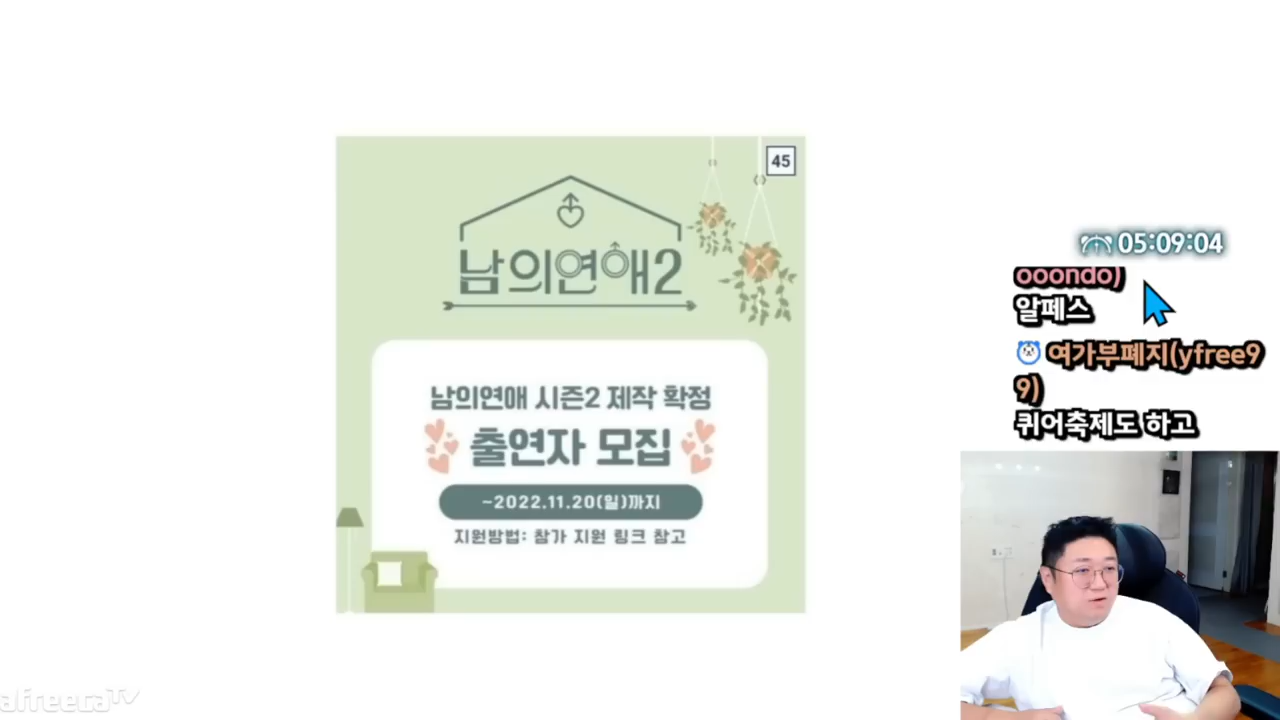 45
남의연애2
남의연애 시즌2 제작 확정
출연자 모집
~2022.11.20(일)까지
지원방법: 참가 지원 링크 참고
05:09:04
ooondo)
알페스
여가부폐지(yfree9
9)
퀴어축제도 하고
afreecaTV